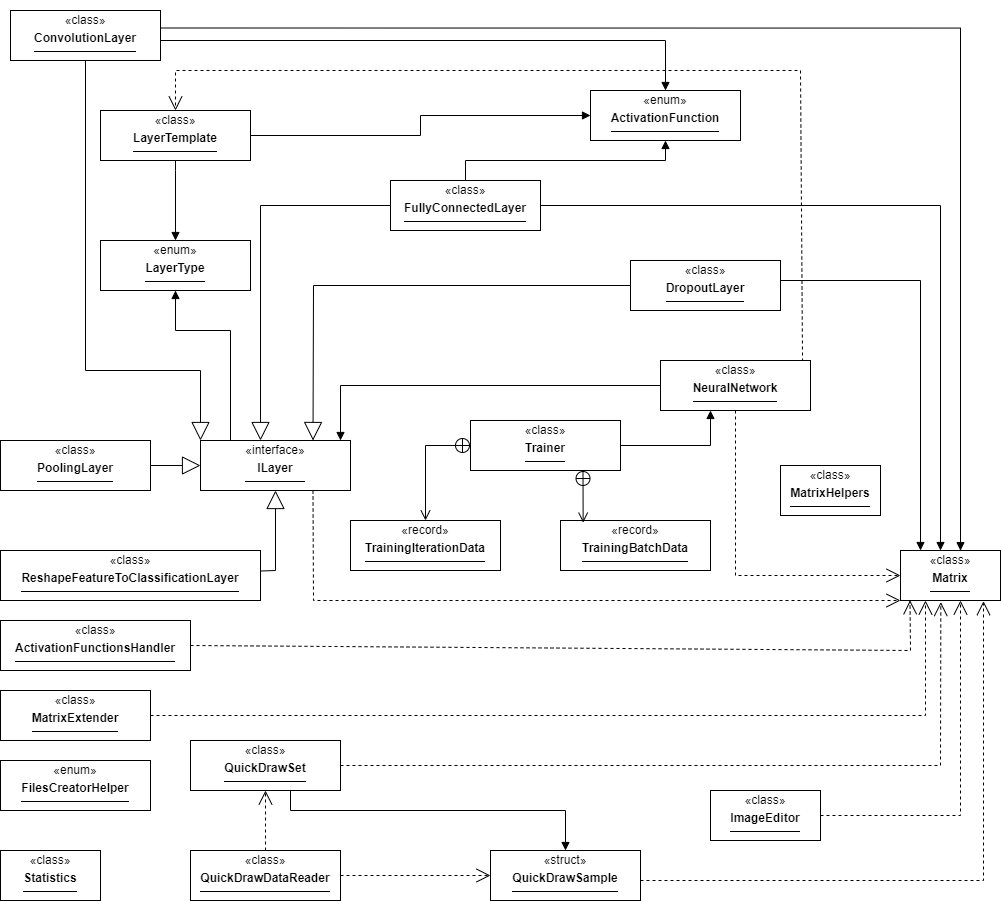 «class»
ConvolutionLayer
«enum»
ActivationFunction
«class»
LayerTemplate
«class»
FullyConnectedLayer
«enum»
LayerType
«class»
DropoutLayer
«class»
NeuralNetwork
«class»
Trainer
«class»
PoolingLayer
«interface»
ILayer
«class»
MatrixHelpers
«record»
TrainingIterationData
«record»
TrainingBatchData
«class»
ReshapeFeatureToClassificationLayer
«class»
Matrix
«class»
ActivationFunctionsHandler
«class»
MatrixExtender
«class»
QuickDrawSet
«enum»
FilesCreatorHelper
«class»
ImageEditor
«class»
Statistics
«class»
QuickDrawDataReader
«struct»
QuickDrawSample